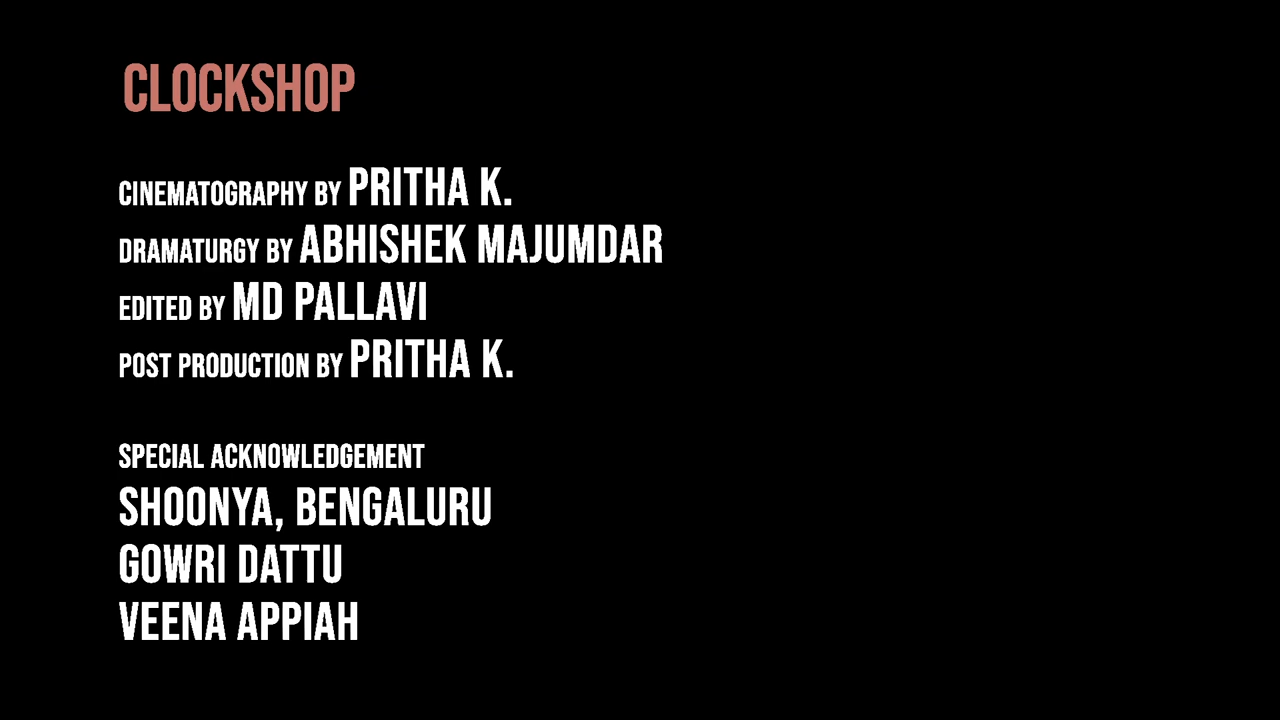 CLOCKSHOP
CINEMATOGRAPHY BY PRITHA K.
DRAMATURGY BY ABHISHEK MAJUMDAR
EDITED BY MD PALLAVI
POST PRODUCTION BY PRITHA K.
SPECIAL ACKNOWLEDGEMENT
SHOONYA, BENGALURU
GOWRI DATTU
VEENA APPIAH